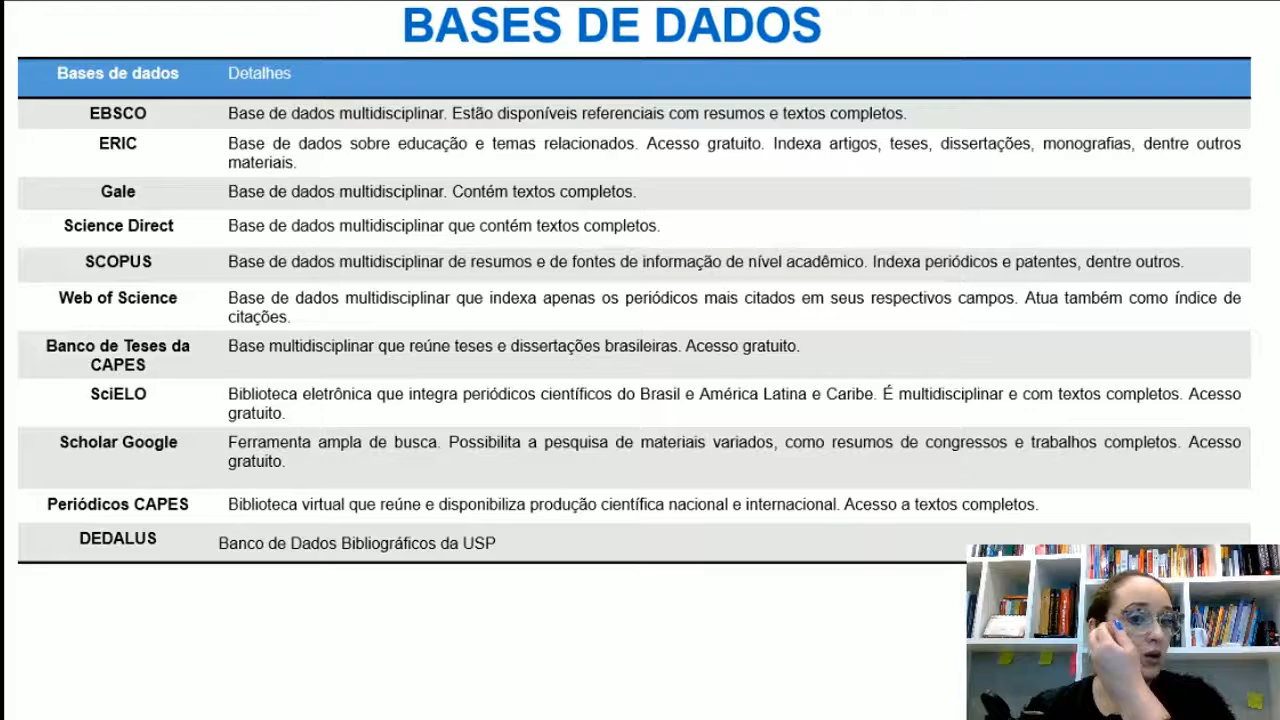 BASES DE DADOS
Bases de dados Detalhes
EBSCO Base de dados multidisciplinar. Estão disponíveis referenciais com resumos e textos completos.
ERIC Base de dados sobre educação e temas relacionados. Acesso gratuito. Indexa artigos, teses, dissertações, monografias, dentre outros
materiais.
Gale Base de dados multidisciplinar. Contém textos completos.
Science Direct Base de dados multidisciplinar que contém textos completos.
SCOPUS Base de dados multidisciplinar de resumos e de fontes de informação de nível acadêmico. Indexa periódicos e patentes, dentre outros.
Web of Science Base de dados multidisciplinar que indexa apenas os periódicos mais citados em seus respectivos campos. Atua também como índice de
citações.
Banco de Teses da Base multidisciplinar que reúne teses e dissertações brasileiras. Acesso gratuito.
CAPES
SciELO Biblioteca eletrônica que integra periódicos científicos do Brasil e América Latina e Caribe. É multidisciplinar e com textos completos. Acesso
gratuito.
Scholar Google Ferramenta ampla de busca. Possibilita a pesquisa de materiais variados, como resumos de congressos e trabalhos completos. Acesso
gratuito.
Periódicos CAPES Biblioteca virtual que reúne e disponibiliza produção científica nacional e internacional. Acesso a textos completos.
DEDALUS Banco de Dados Bibliográficos da USP